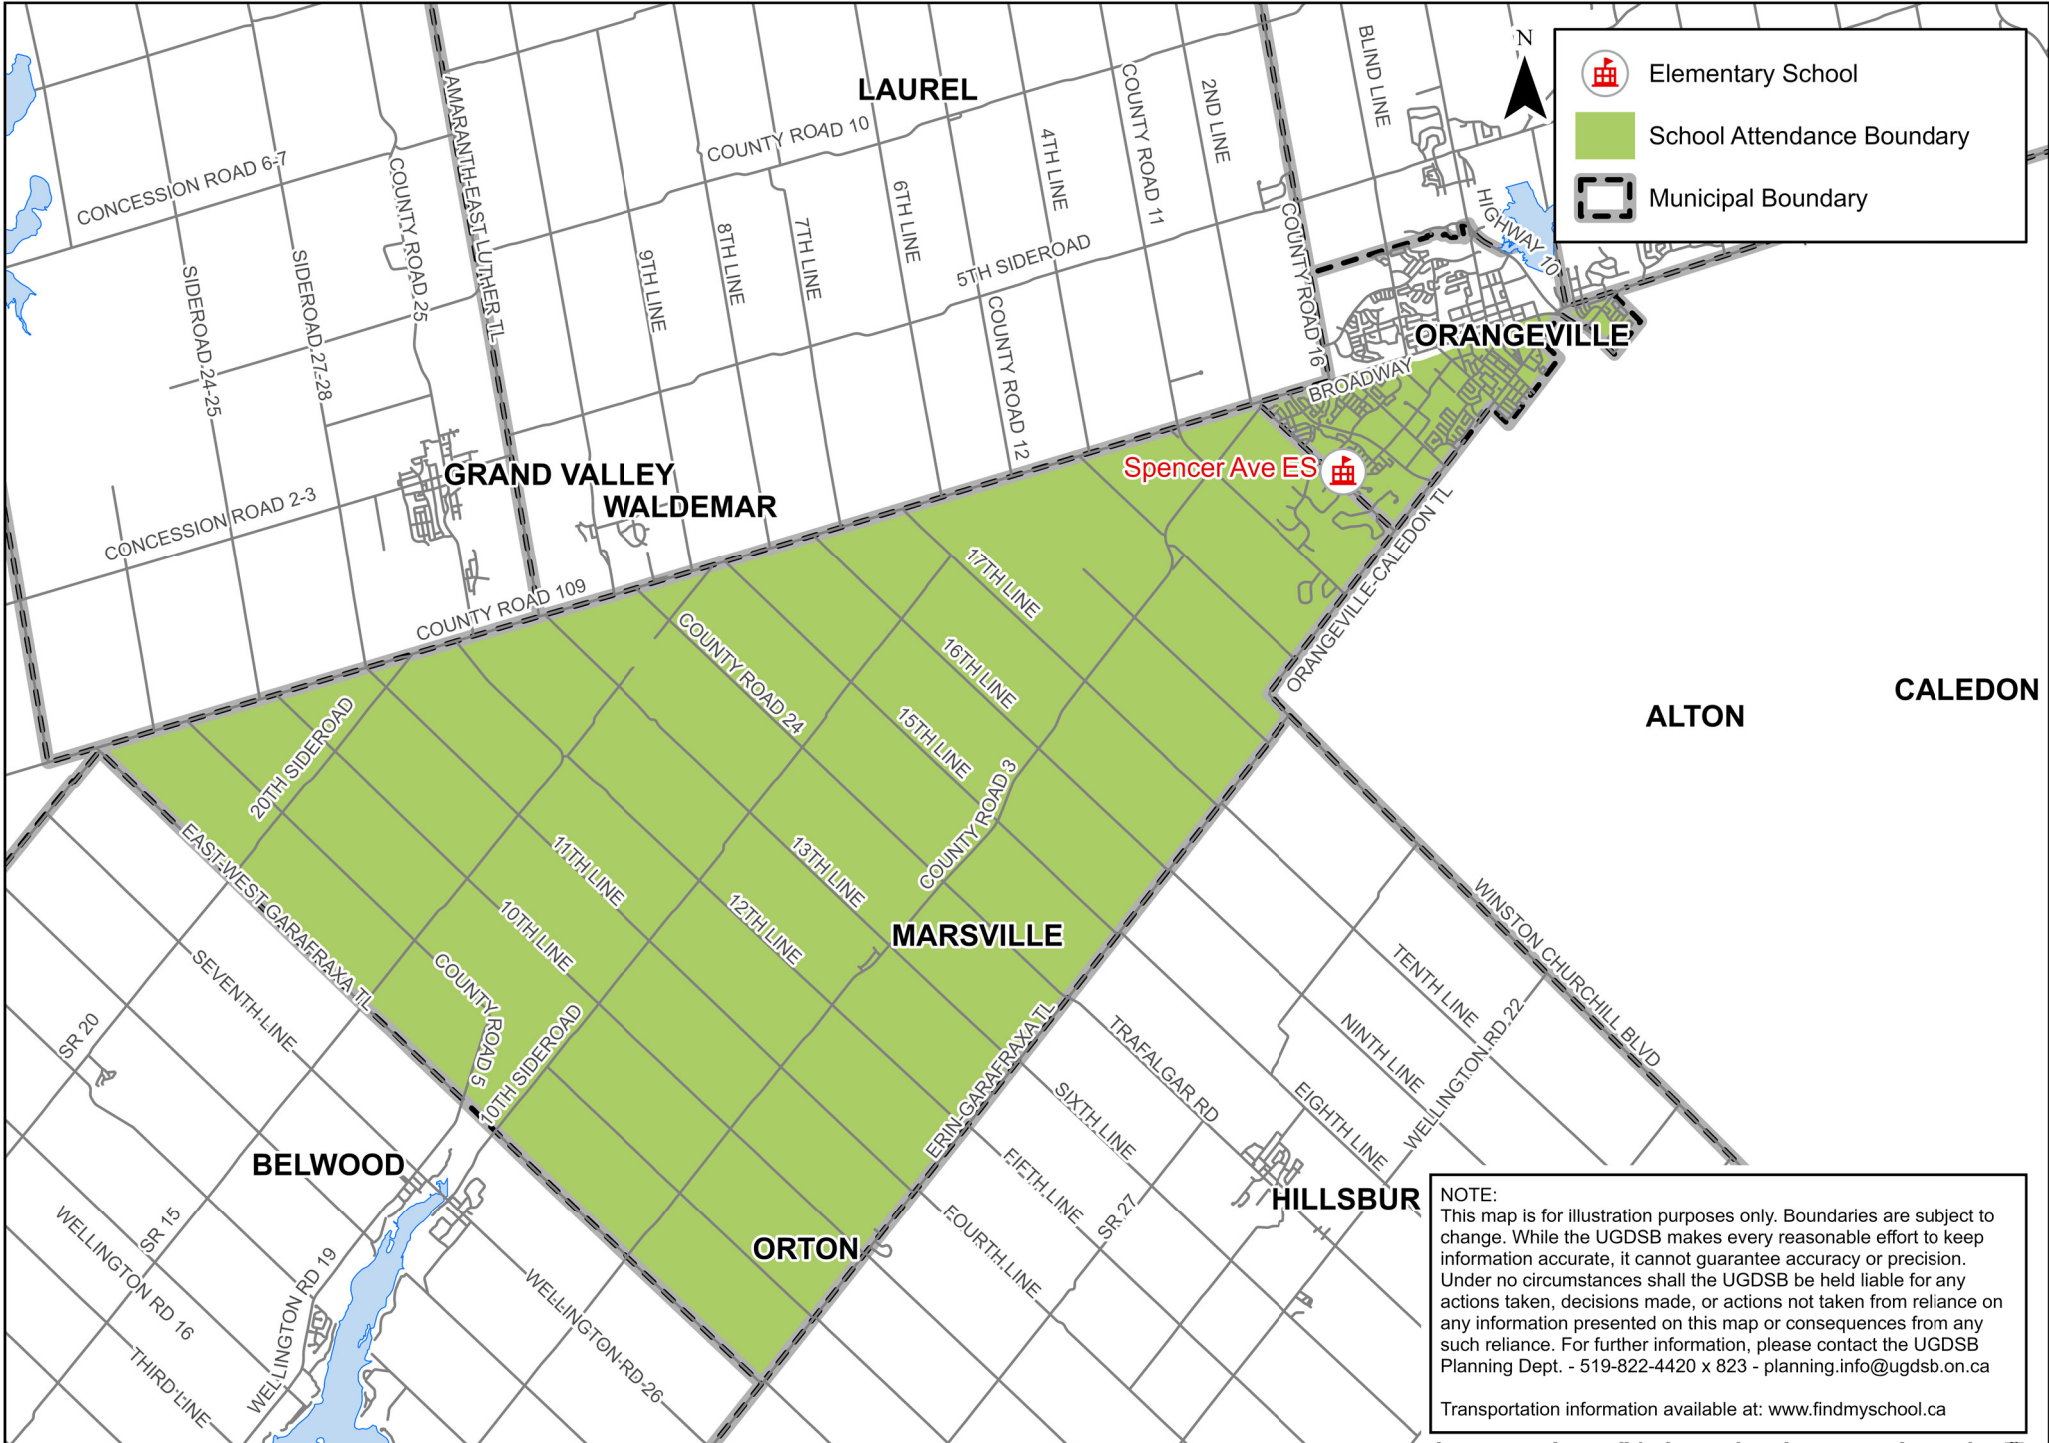 LAUREL
N
BLIND LINE
Elementary School
School Attendance Boundary
Municipal Boundary
AMARANTH-EAST LUTHER TL
COUNTY ROAD 10
COUNTY ROAD 11
2ND LINE
4TH LINE
CONCESSION ROAD 6-7
COUNTY ROAD 25
6TH LINE
HIGHWAY 10
COUNTY ROAD 16
SIDEROAD 24-25
SIDEROAD 27-28
9TH LINE
8TH LINE
7TH LINE
5TH SIDEROAD
COUNTY ROAD 12
ORANGEVILLE
BROADWAY
GRAND VALLEY
WALDEMAR
Spencer Ave ES
CONCESSION ROAD 2-3
COUNTY ROAD 109
17TH LINE
ORANGEVILLE-CALEDON TL
COUNTY ROAD 24
16TH LINE
CALEDON
ALTON
20TH SIDEROAD
15TH LINE
COUNTY ROAD 3
EAST-WEST GARAFRAXA TL
11TH LINE
13TH LINE
12TH LINE
10TH LINE
MARSVILLE
WINSTON CHURCHILL BLVD
SEVENTH LINE
COUNTY ROAD 5
10TH SIDEROAD
TENTH LINE
SR 20
ERIN-GARAFRAXA TL
TRAFALGAR RD
NINTH LINE
WELLINGTON RD 22
SIXTH LINE
EIGHTH LINE
BELWOOD
FIFTH LINE
HILLSBUR
WELLINGTON RD 16
SR 15
SR 27
FOURTH LINE
ORTON
WELLINGTON RD 19
WELLINGTON RD 26
THIRD LINE
NOTE:
This map is for illustration purposes only. Boundaries are subject to
change. While the UGDSB makes every reasonable effort to keep
information accurate, it cannot guarantee accuracy or precision.
Under no circumstances shall the UGDSB be held liable for any
actions taken, decisions made, or actions not taken from reliance on
any information presented on this map or consequences from any
such reliance. For further information, please contact the UGDSB
Planning Dept. - 519-822-4420 x 823 - planning.info@ugdsb.on.ca
Transportation information available at: www.findmyschool.ca